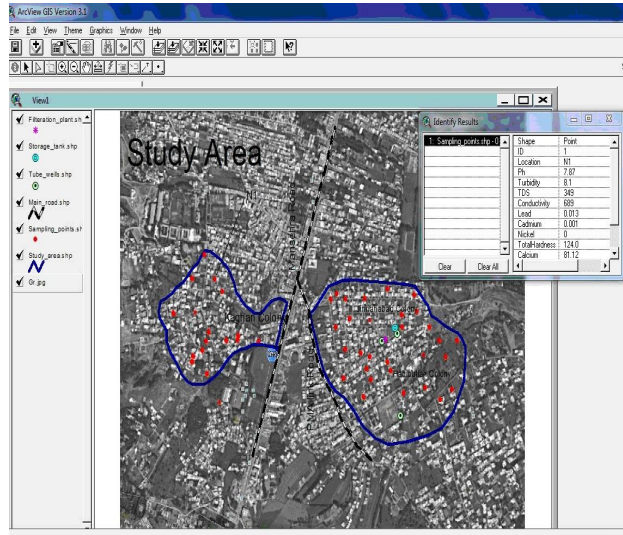 ArcView GIS Version 3.1
File Edit View Theme Graphics Window Help
View1
Filteration_plant.sh
Storage_tank.shp
Tube_wells.shp
Main_road.shp
Sampling_points.sh
Study_area.shp
Gr.jpg
Study Area
Kaghan Colony
Colony
Identify Results
1: Sampling_points.shp - 0
Shape Point
ID 1
Location N1
Ph 7.87
Turbidity 8.1
TDS 349
Conductivity 689
Lead 0.013
Cadmium 0.001
Nickel 0
TotalHardness 124.0
Calcium 81.12
Clear Clear All